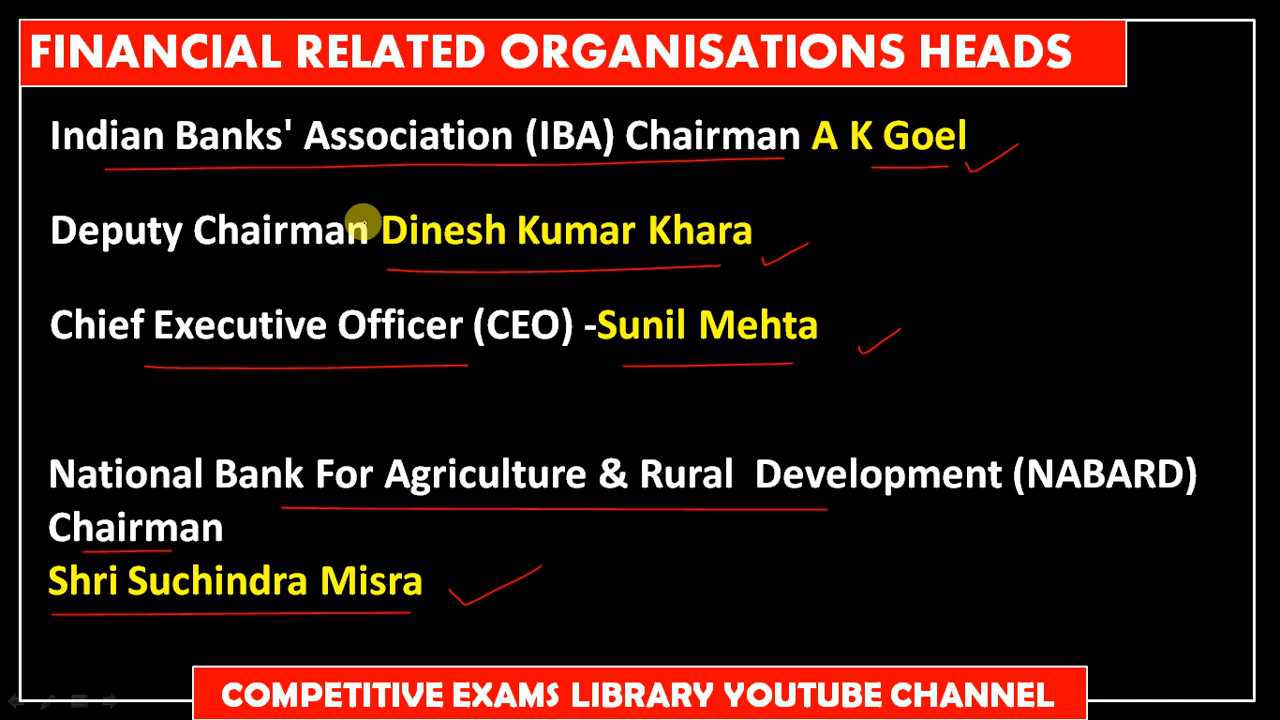 FINANCIAL RELATED ORGANISATIONS HEADS
Indian Banks' Association (IBA) Chairman A K Goel
Deputy Chairman Dinesh Kumar Khara
Chief Executive Officer (CEO) -Sunil Mehta
National Bank For Agriculture & Rural Development (NABARD)
Chairman
Shri Suchindra Misra
COMPETITIVE EXAMS LIBRARY YOUTUBE CHANNEL